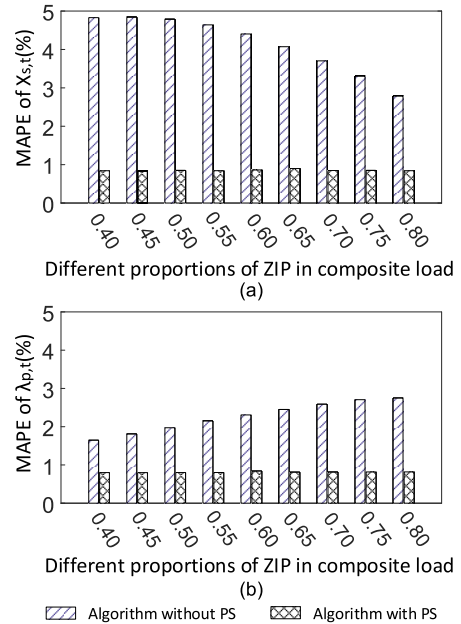 5
4
3
2
1
0
MAPE of Xs,t(%)
0.40 0.45 0.50 0.55 0.60 0.65 0.70 0.75 0.80
Different proportions of ZIP in composite load
(a)
5
4
3
2
1
0
MAPE of λp,t(%)
0.40 0.45 0.50 0.55 0.60 0.65 0.70 0.75 0.80
Different proportions of ZIP in composite load
(b)
Algorithm without PS Algorithm with PS